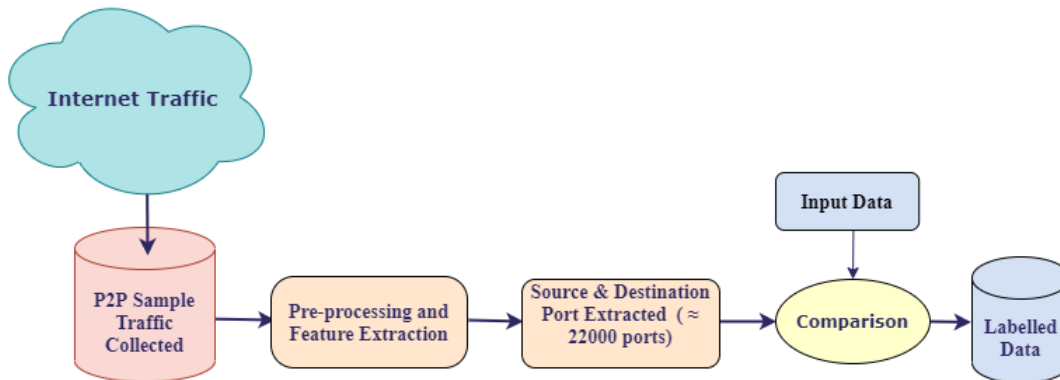 Internet Traffic
P2P Sample
Traffic
Collected
Pre-processing and
Feature Extraction
Source & Destination
Port Extracted ( ≈
22000 ports)
Input Data
Comparison
Labelled
Data